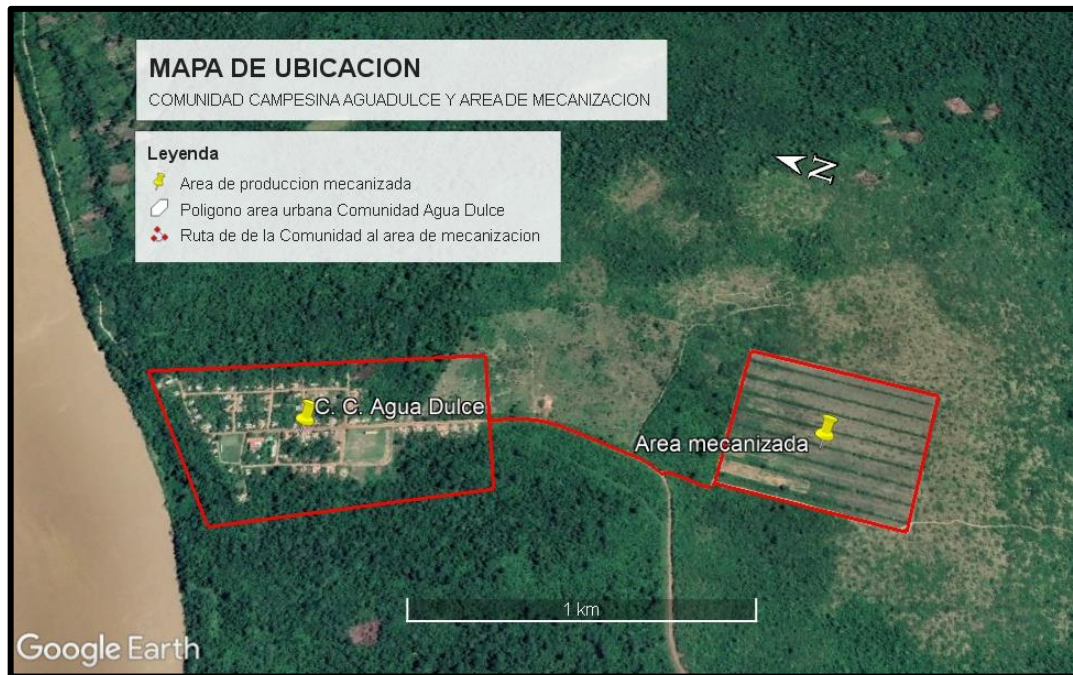 MAPA DE UBICACION
COMUNIDAD CAMPESINA AGUADULCE Y AREA DE MECANIZACION
Leyenda
Area de produccion mecanizada
Poligono area urbana Comunidad Agua Dulce
Ruta de de la Comunidad al area de mecanizacion
N
C. C. Agua Dulce
Area mecanizada
1 km
Google Earth